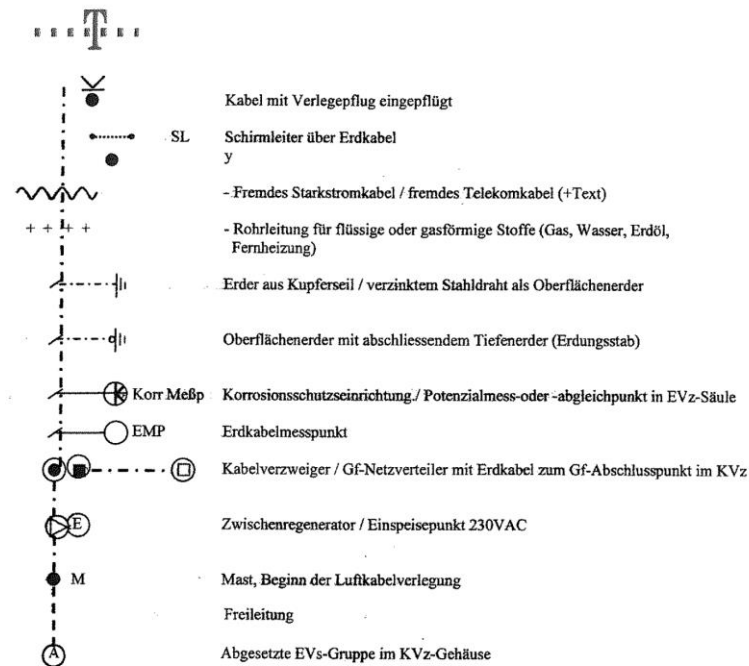 T
Kabel mit Verlegepflug eingepflügt
SL Schirmleiter über Erdkabel
y
- Fremdes Starkstromkabel / fremdes Telekomkabel (+Text)
+ + + + - Rohrleitung für flüssige oder gasförmige Stoffe (Gas, Wasser, Erdöl,
Fernheizung)
Erder aus Kupferseil / verzinktem Stahldraht als Oberflächenerder
Oberflächenerder mit abschliessendem Tiefenerder (Erdungsstab)
Korr Meßp Korrosionsschutzeinrichtung./ Potenzialmess-oder -abgleichpunkt in EVz-Säule
EMP Erdkabelmesspunkt
Kabelverzweiger / Gf-Netzverteiler mit Erdkabel zum Gf-Abschlusspunkt im KVz
E Zwischenregenerator / Einspeisepunkt 230VAC
M Mast, Beginn der Luftkabelverlegung
Freileitung
A Abgesetzte EVs-Gruppe im KVz-Gehäuse